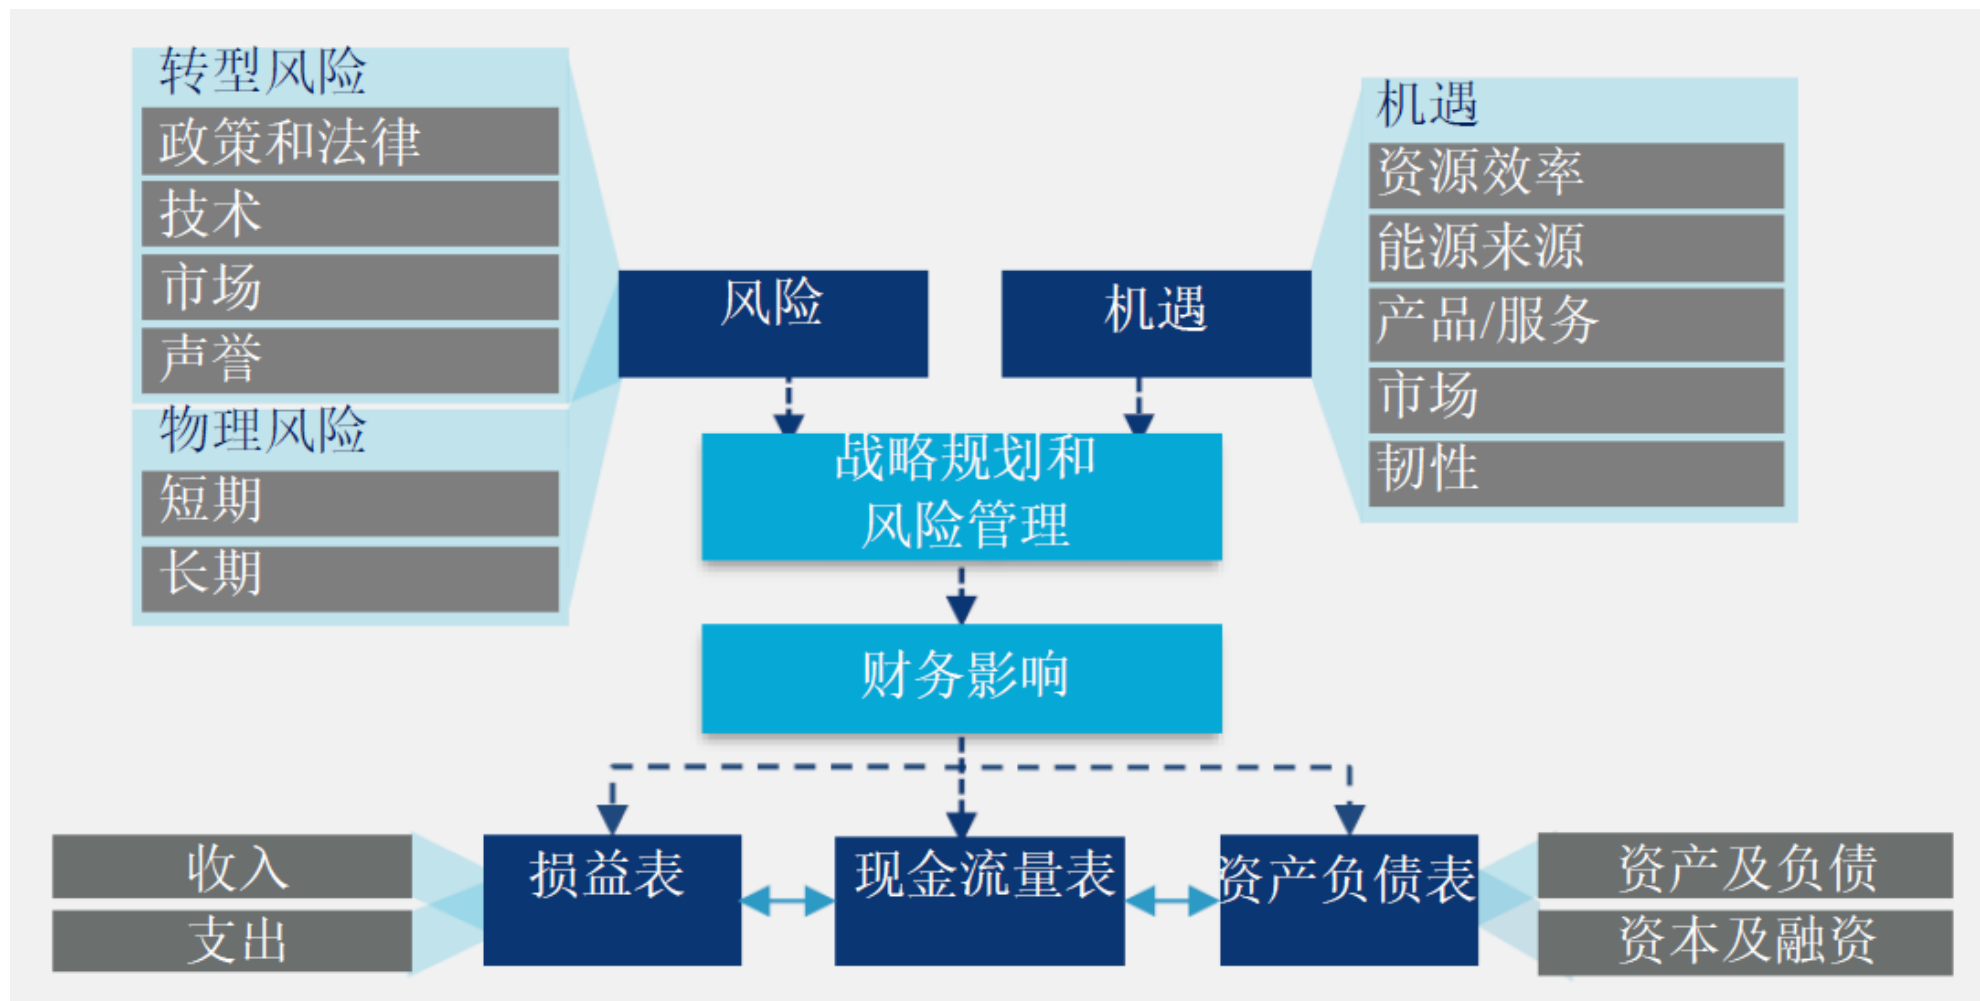 转型风险
政策和法律
技术
市场
声誉
物理风险
短期
长期
风险
机遇
机遇
资源效率
能源来源
产品/服务
市场
韧性
战略规划和
风险管理
财务影响
收入
支出
损益表
现金流量表
资产负债表
资产及负债
资本及融资